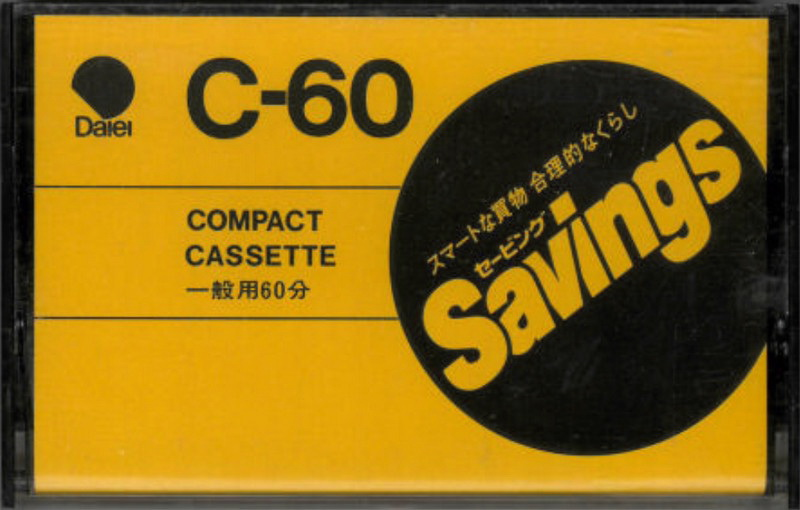 Daiei
C-60
COMPACT
CASSETTE
一般用60分
スマートな買物 合理的なくらし
セービング
Savings